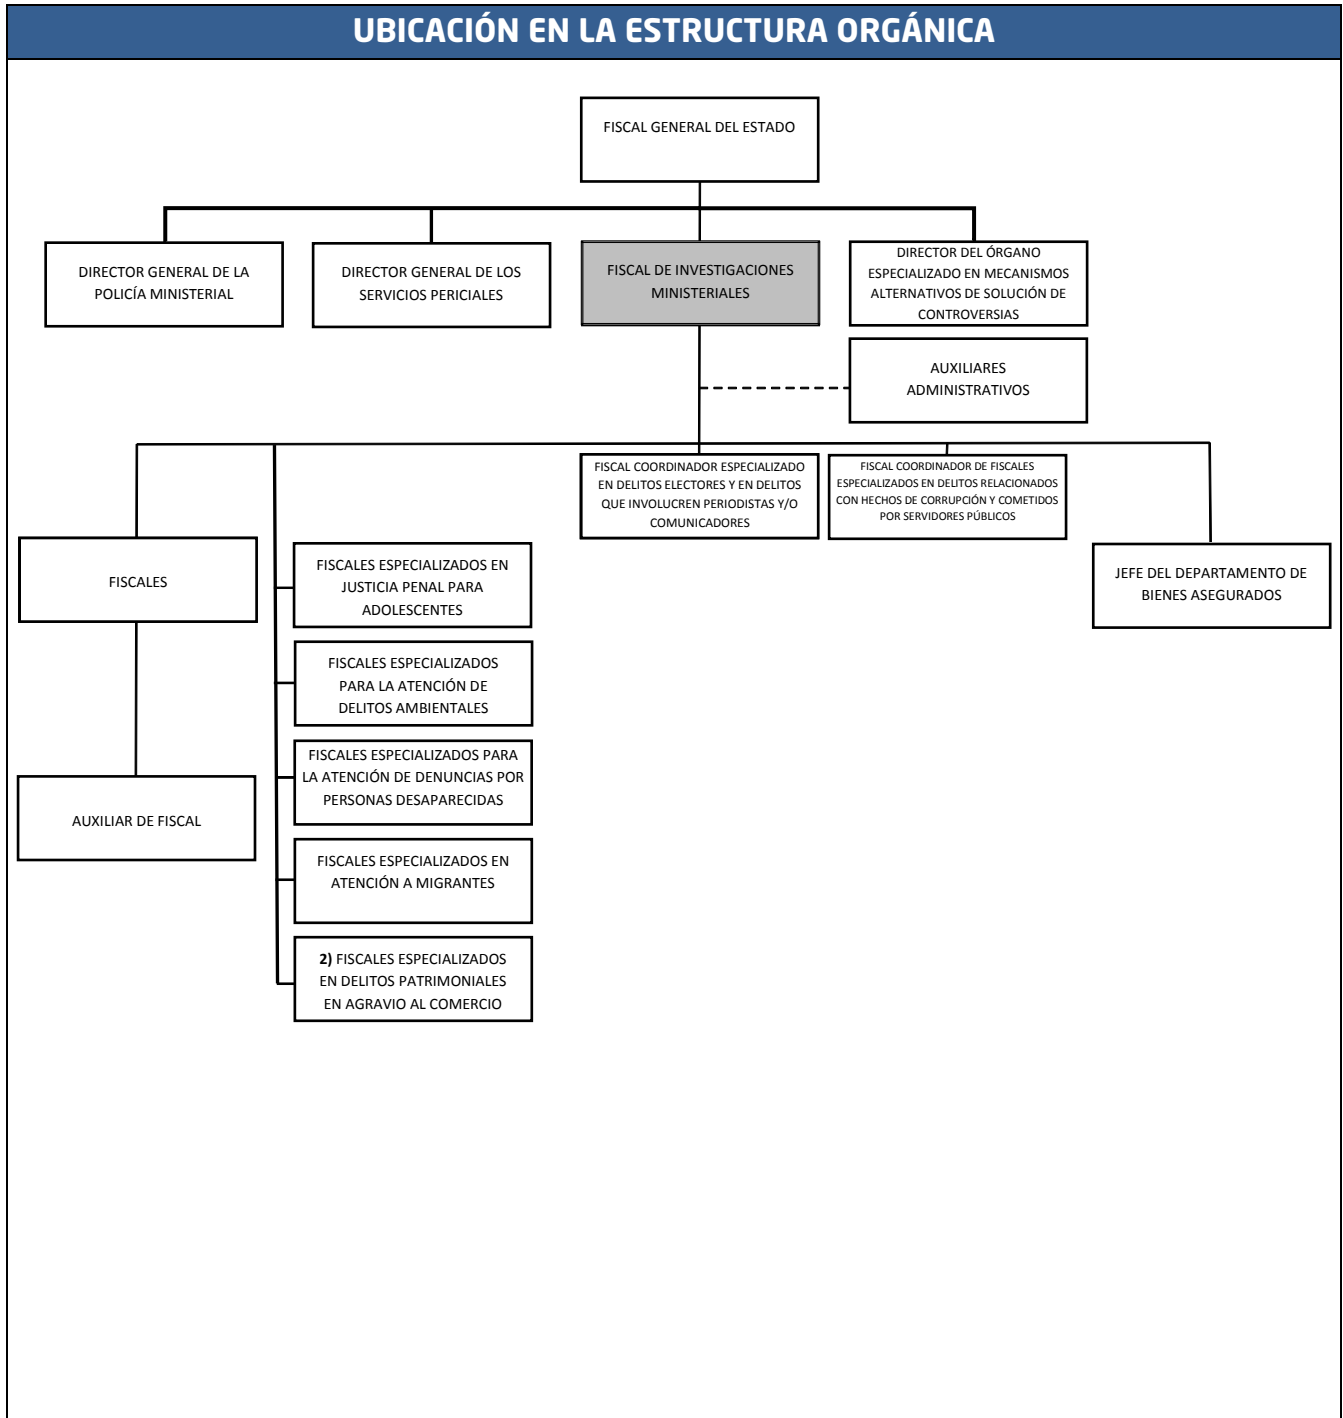 UBICACIÓN EN LA ESTRUCTURA ORGÁNICA
FISCAL GENERAL DEL ESTADO
DIRECTOR GENERAL DE LA
POLICÍA MINISTERIAL
DIRECTOR GENERAL DE LOS
SERVICIOS PERICIALES
FISCAL DE INVESTIGACIONES
MINISTERIALES
DIRECTOR DEL ÓRGANO
ESPECIALIZADO EN MECANISMOS
ALTERNATIVOS DE SOLUCIÓN DE
CONTROVERSIAS
AUXILIARES
ADMINISTRATIVOS
FISCAL COORDINADOR ESPECIALIZADO
EN DELITOS ELECTORES Y EN DELITOS
QUE INVOLUCREN PERIODISTAS Y/O
COMUNICADORES
FISCAL COORDINADOR DE FISCALES
ESPECIALIZADOS EN DELITOS RELACIONADOS
CON HECHOS DE CORRUPCIÓN Y COMETIDOS
POR SERVIDORES PÚBLICOS
FISCALES
FISCALES ESPECIALIZADOS EN
JUSTICIA PENAL PARA
ADOLESCENTES
JEFE DEL DEPARTAMENTO DE
BIENES ASEGURADOS
FISCALES ESPECIALIZADOS
PARA LA ATENCIÓN DE
DELITOS AMBIENTALES
FISCALES ESPECIALIZADOS PARA
LA ATENCIÓN DE DENUNCIAS POR
PERSONAS DESAPARECIDAS
AUXILIAR DE FISCAL
FISCALES ESPECIALIZADOS EN
ATENCIÓN A MIGRANTES
2) FISCALES ESPECIALIZADOS
EN DELITOS PATRIMONIALES
EN AGRAVIO AL COMERCIO